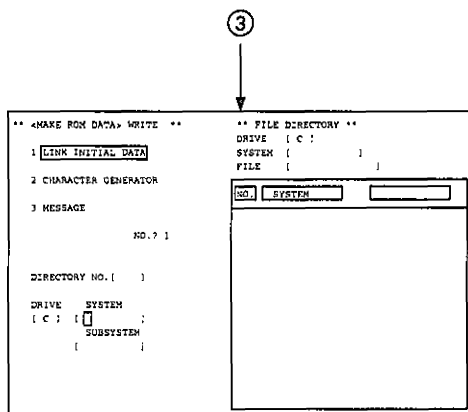 ③
** <MAKE ROM DATA> WRITE **
1 LINK INITIAL DATA
2 CHARACTER GENERATOR
3 MESSAGE
NO.? 1
DIRECTORY NO.[ ]
DRIVE SYSTEM
[ C ] [ ]
SUBSYSTEM
[ ]
** FILE DIRECTORY **
DRIVE [ C ]
SYSTEM [ ]
FILE [ ]
NO. SYSTEM